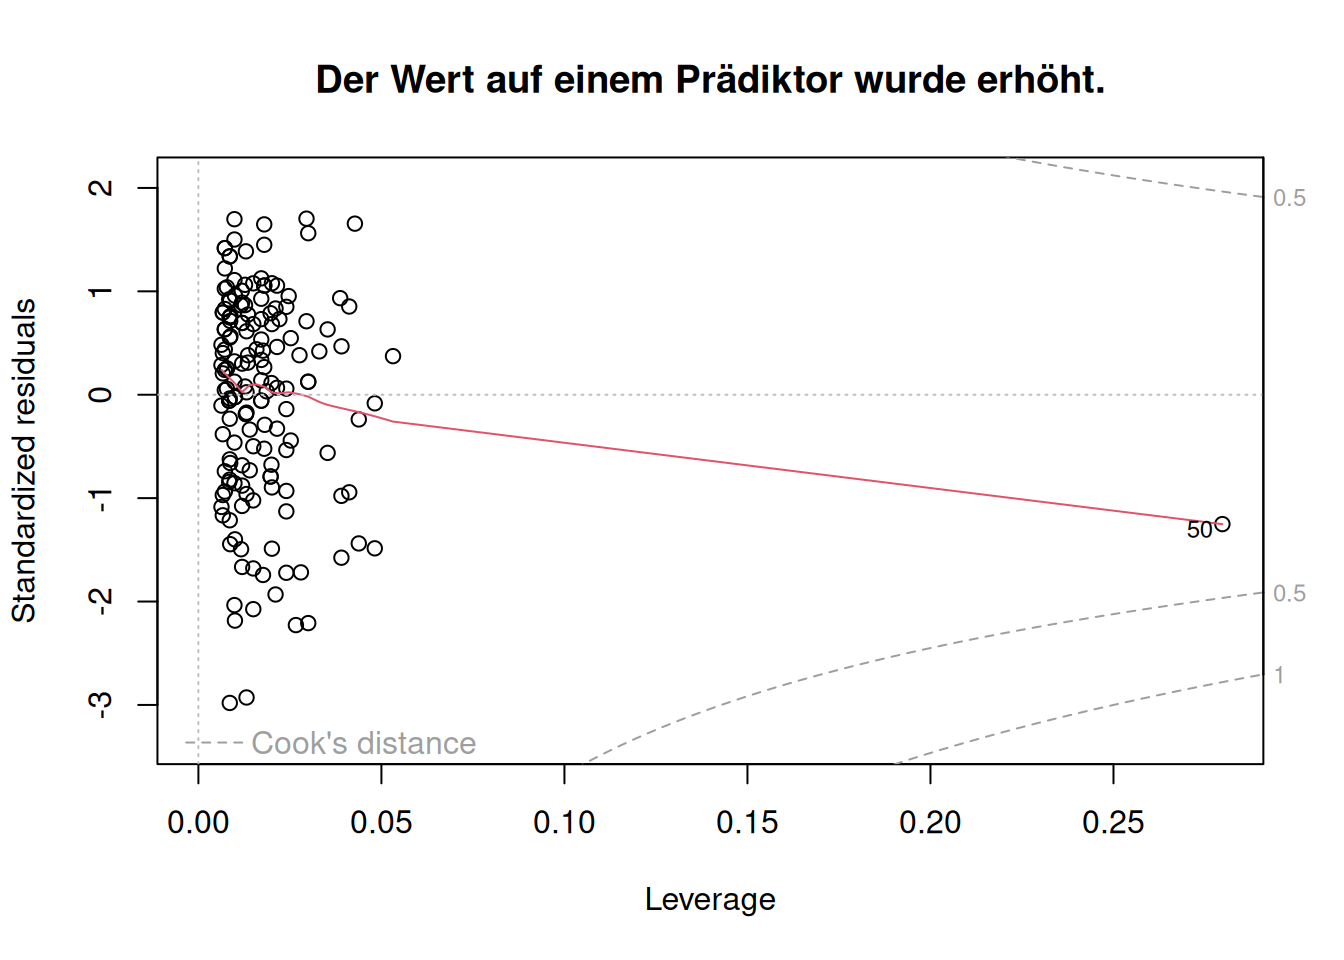 Der Wert auf einem Prädiktor wurde erhöht.
Standardized residuals
2
1
0
-1
-2
-3
0.5
50
0.5
1
Cook's distance
0.00 0.05 0.10 0.15 0.20 0.25
Leverage